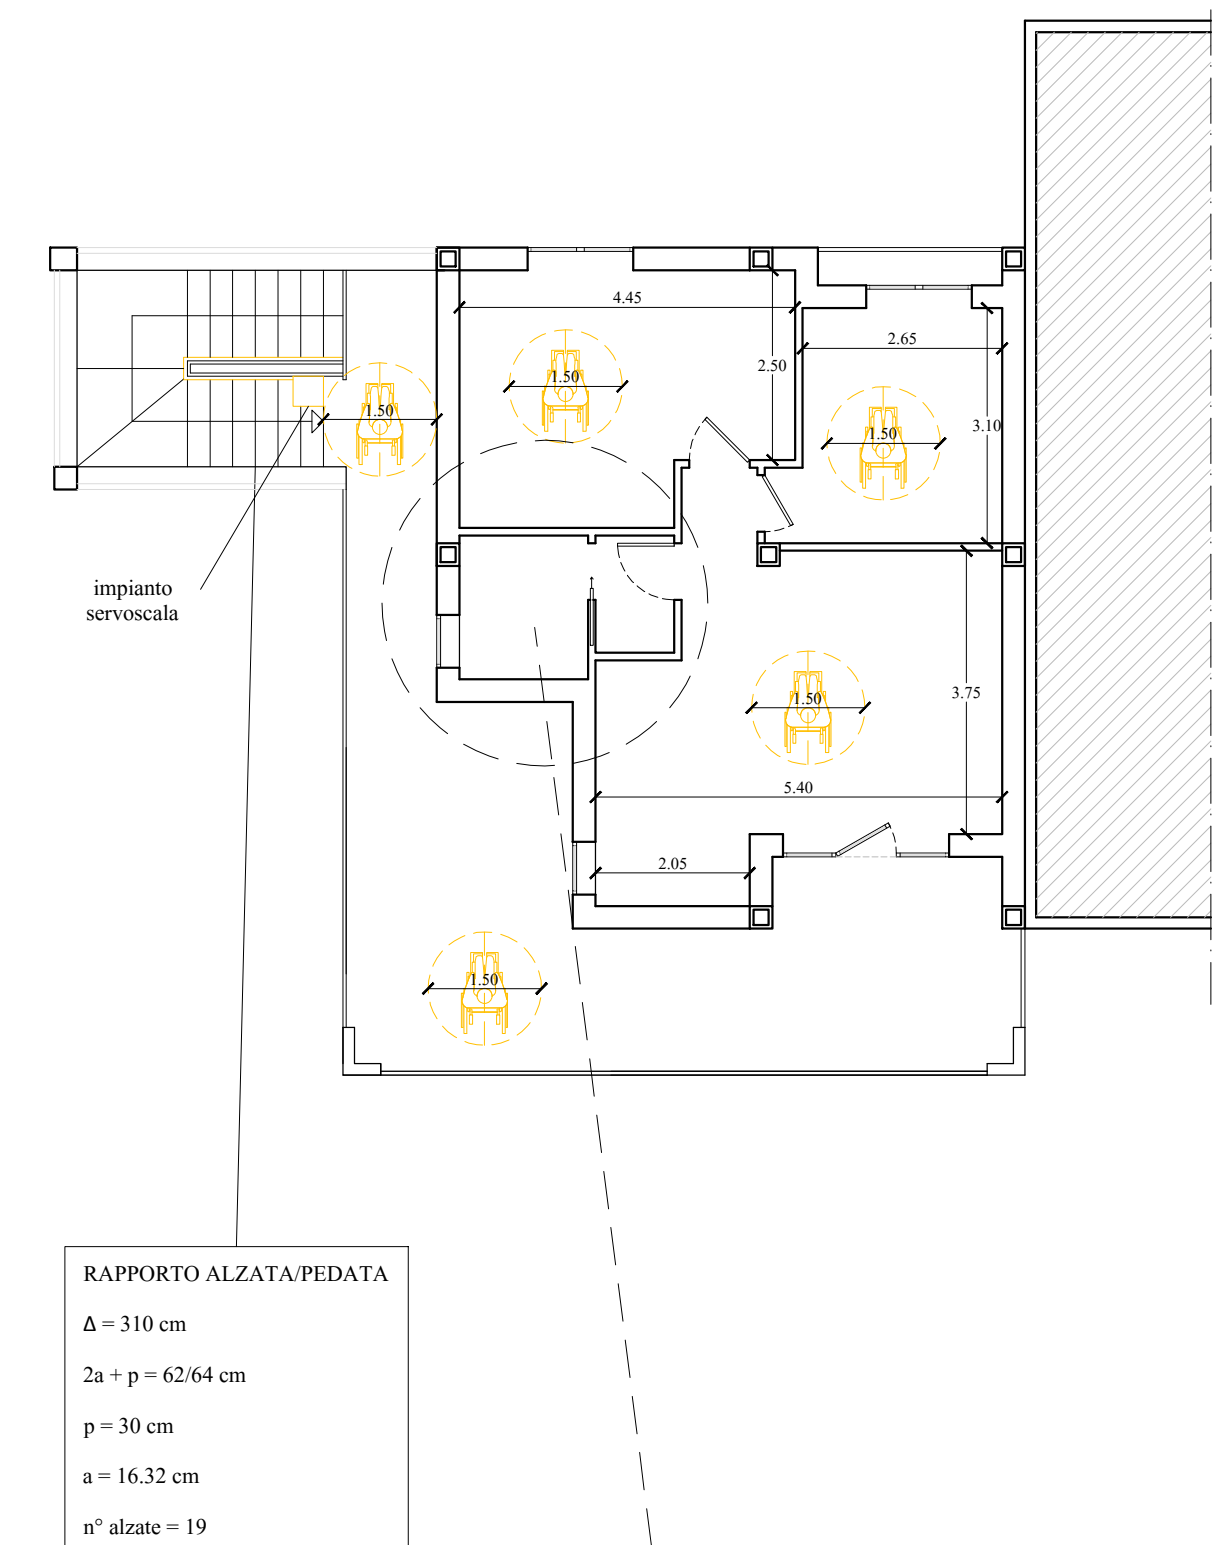 4.45
2.65
2.50
1.50
1.50
3.10
1.50
impianto
servoscala
1.50
3.75
5.40
2.05
1.50
RAPPORTO ALZATA/PEDATA
Δ = 310 cm
2a + p = 62/64 cm
p = 30 cm
a = 16.32 cm
n° alzate = 19